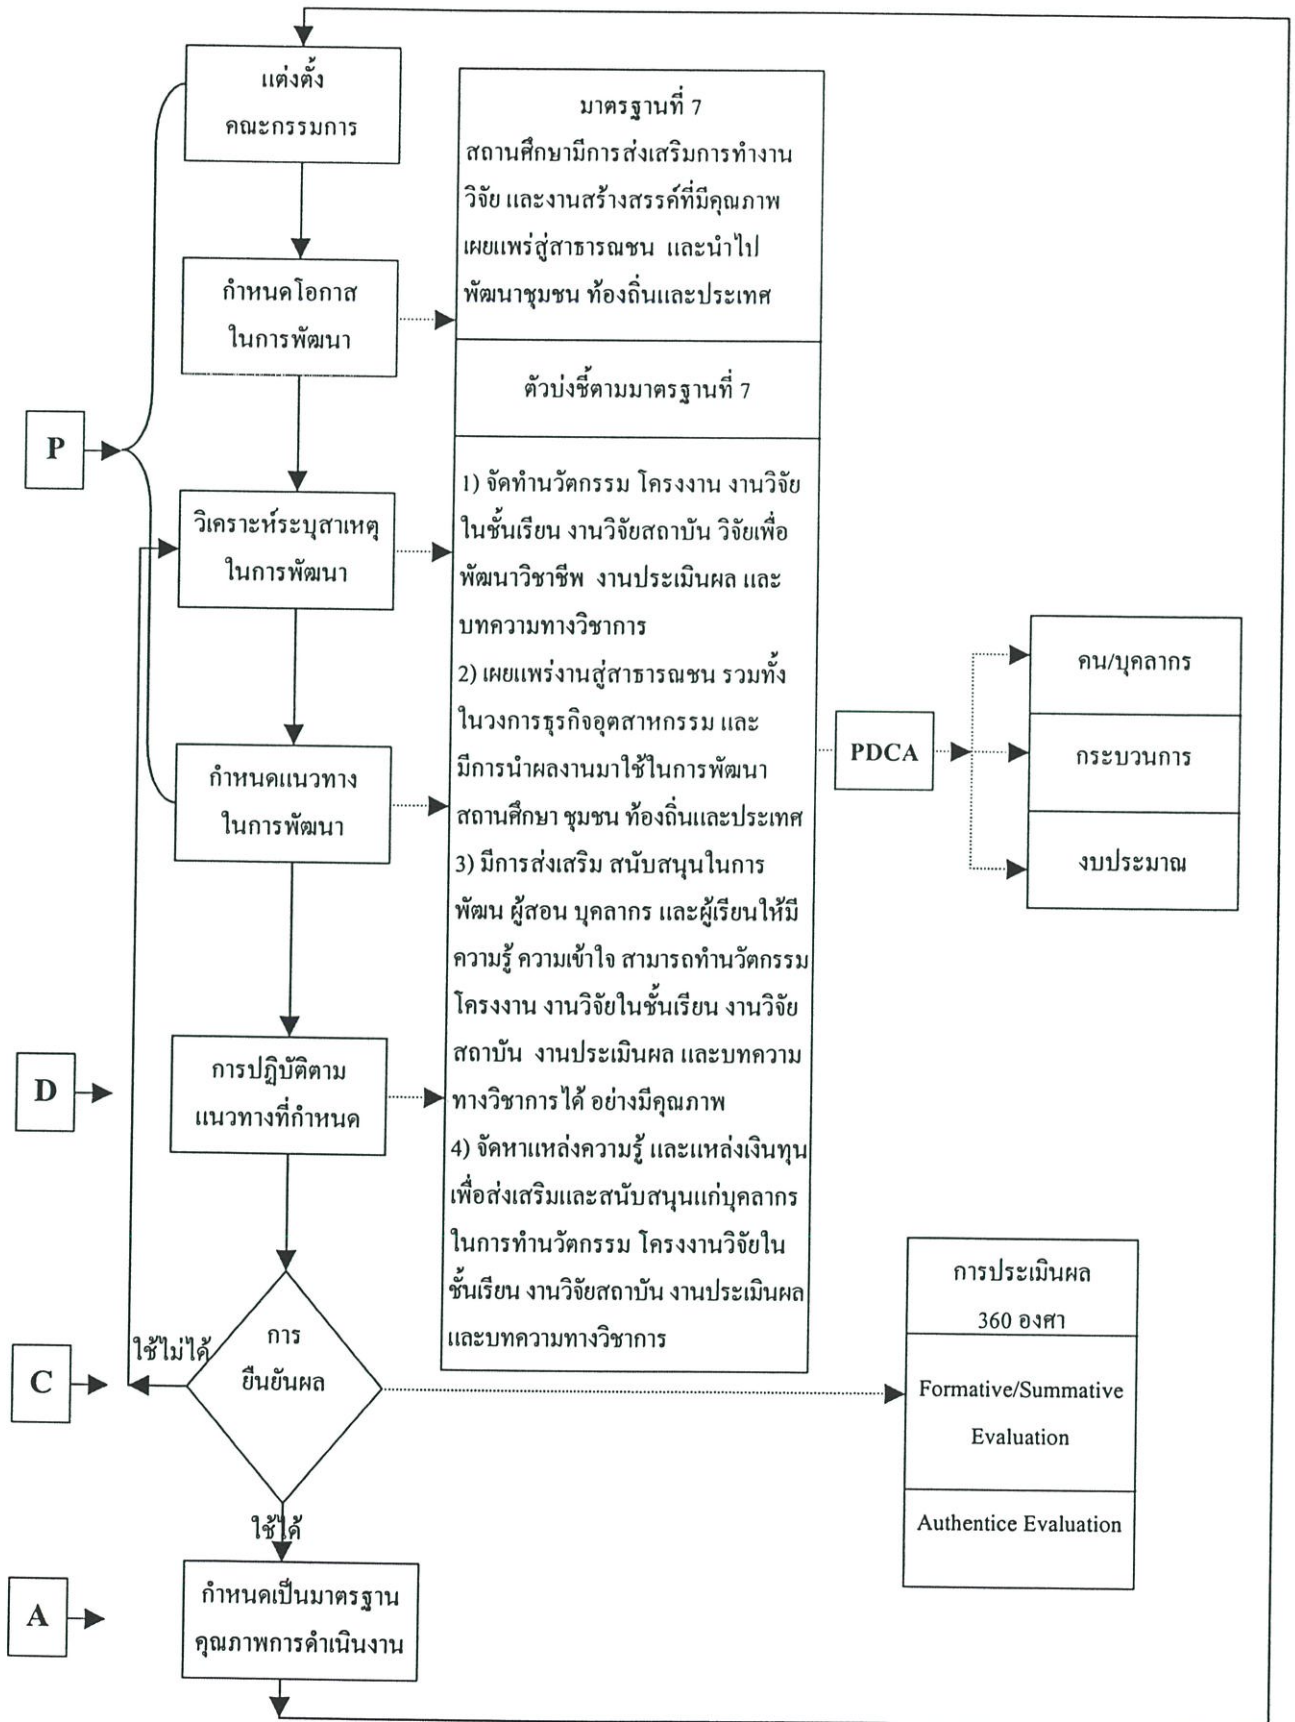 แต่งตั้ง
คณะกรรมการ
กำหนดโอกาส
ในการพัฒนา
P
วิเคราะห์ระบุสาเหตุ
ในการพัฒนา
กำหนดแนวทาง
ในการพัฒนา
D
การปฏิบัติตาม
แนวทางที่กำหนด
C
ใช้ไม่ได้
การ
ยืนยันผล
ใช้ได้
A
กำหนดเป็นมาตรฐาน
คุณภาพการดำเนินงาน
มาตรฐานที่ 7
สถานศึกษามีการส่งเสริมการทำงาน
วิจัย และงานสร้างสรรค์ที่มีคุณภาพ
เผยแพร่สู่สาธารณชน และนำไป
พัฒนาชุมชน ท้องถิ่นและประเทศ
ตัวบ่งชี้ตามมาตรฐานที่ 7
1) จัดทำนวัตกรรม โครงงาน งานวิจัย
ในชั้นเรียน งานวิจัยสถาบัน วิจัยเพื่อ
พัฒนาวิชาชีพ งานประเมินผล และ
บทความทางวิชาการ
2) เผยแพร่งานสู่สาธารณชน รวมทั้ง
ในวงการธุรกิจอุตสาหกรรม และ
มีการนำผลงานมาใช้ในการพัฒนา
สถานศึกษา ชุมชน ท้องถิ่นและประเทศ
3) มีการส่งเสริม สนับสนุนในการ
พัฒน ผู้สอน บุคลากร และผู้เรียนให้มี
ความรู้ ความเข้าใจ สามารถทำนวัตกรรม
โครงงาน งานวิจัยในชั้นเรียน งานวิจัย
สถาบัน งานประเมินผล และบทความ
ทางวิชาการได้ อย่างมีคุณภาพ
4) จัดหาแหล่งความรู้ และแหล่งเงินทุน
เพื่อส่งเสริมและสนับสนุนแก่บุคลากร
ในการทำนวัตกรรม โครงงานวิจัยใน
ชั้นเรียน งานวิจัยสถาบัน งานประเมินผล
และบทความทางวิชาการ
PDCA
คน/บุคลากร
กระบวนการ
งบประมาณ
การประเมินผล
360 องศา
Formative/Summative
Evaluation
Authentice Evaluation